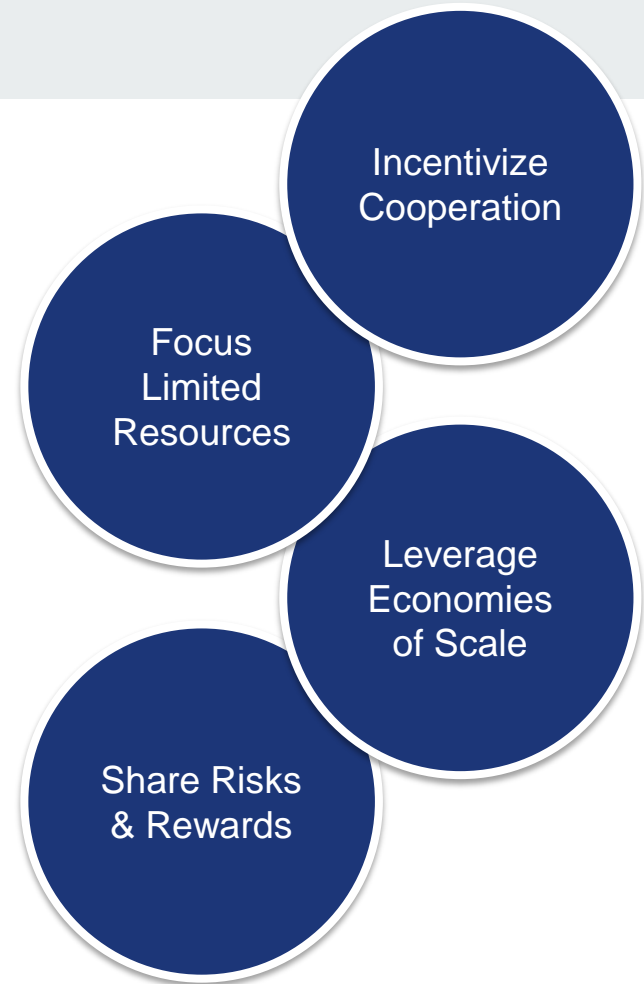 Incentivize
Cooperation
Focus
Limited
Resources
Leverage
Economies
of Scale
Share Risks
& Rewards